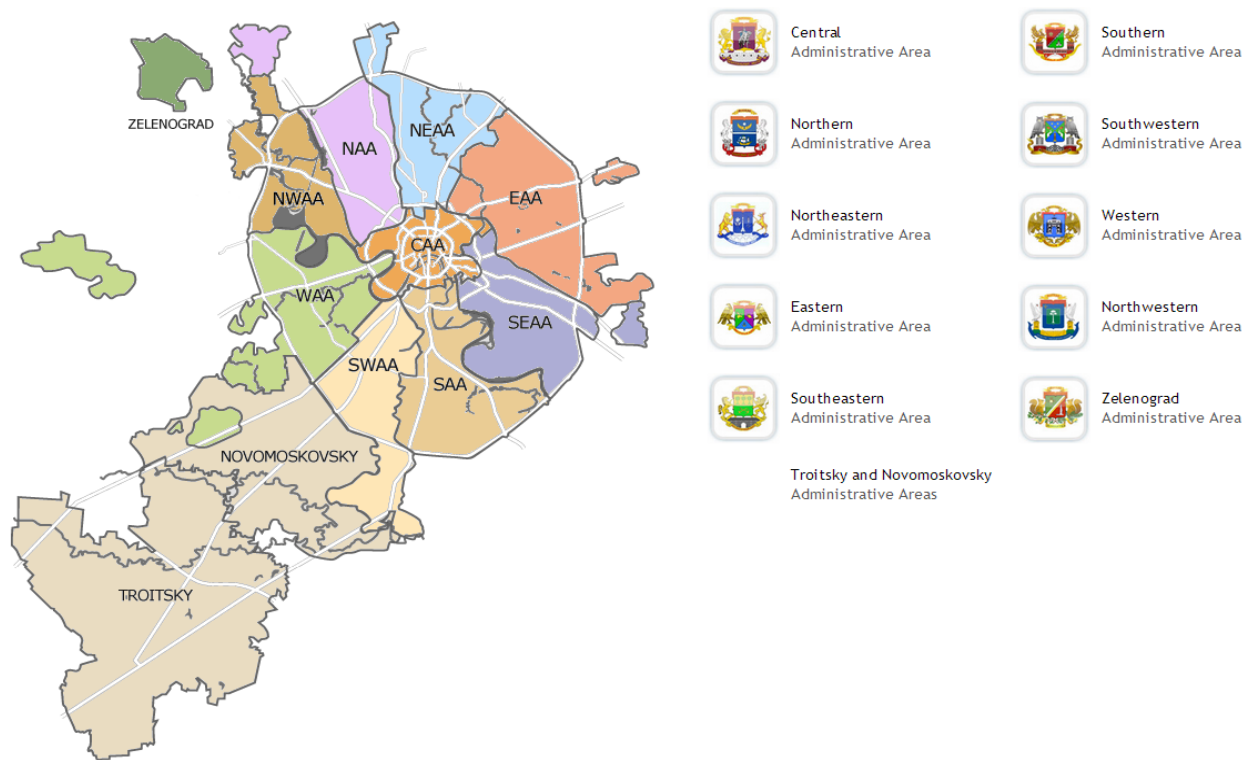 ZELENOGRAD
NAA
NEAA
NWAA
EAA
CAA
WAA
SEAA
SWAA
SAA
NOVOMOSKOVSKY
TROITSKY
Central
Administrative Area
Southern
Administrative Area
Northern
Administrative Area
Southwestern
Administrative Area
Northeastern
Administrative Area
Western
Administrative Area
Eastern
Administrative Area
Northwestern
Administrative Area
Southeastern
Administrative Area
Zelenograd
Administrative Area
Troitsky and Novomoskovsky
Administrative Areas